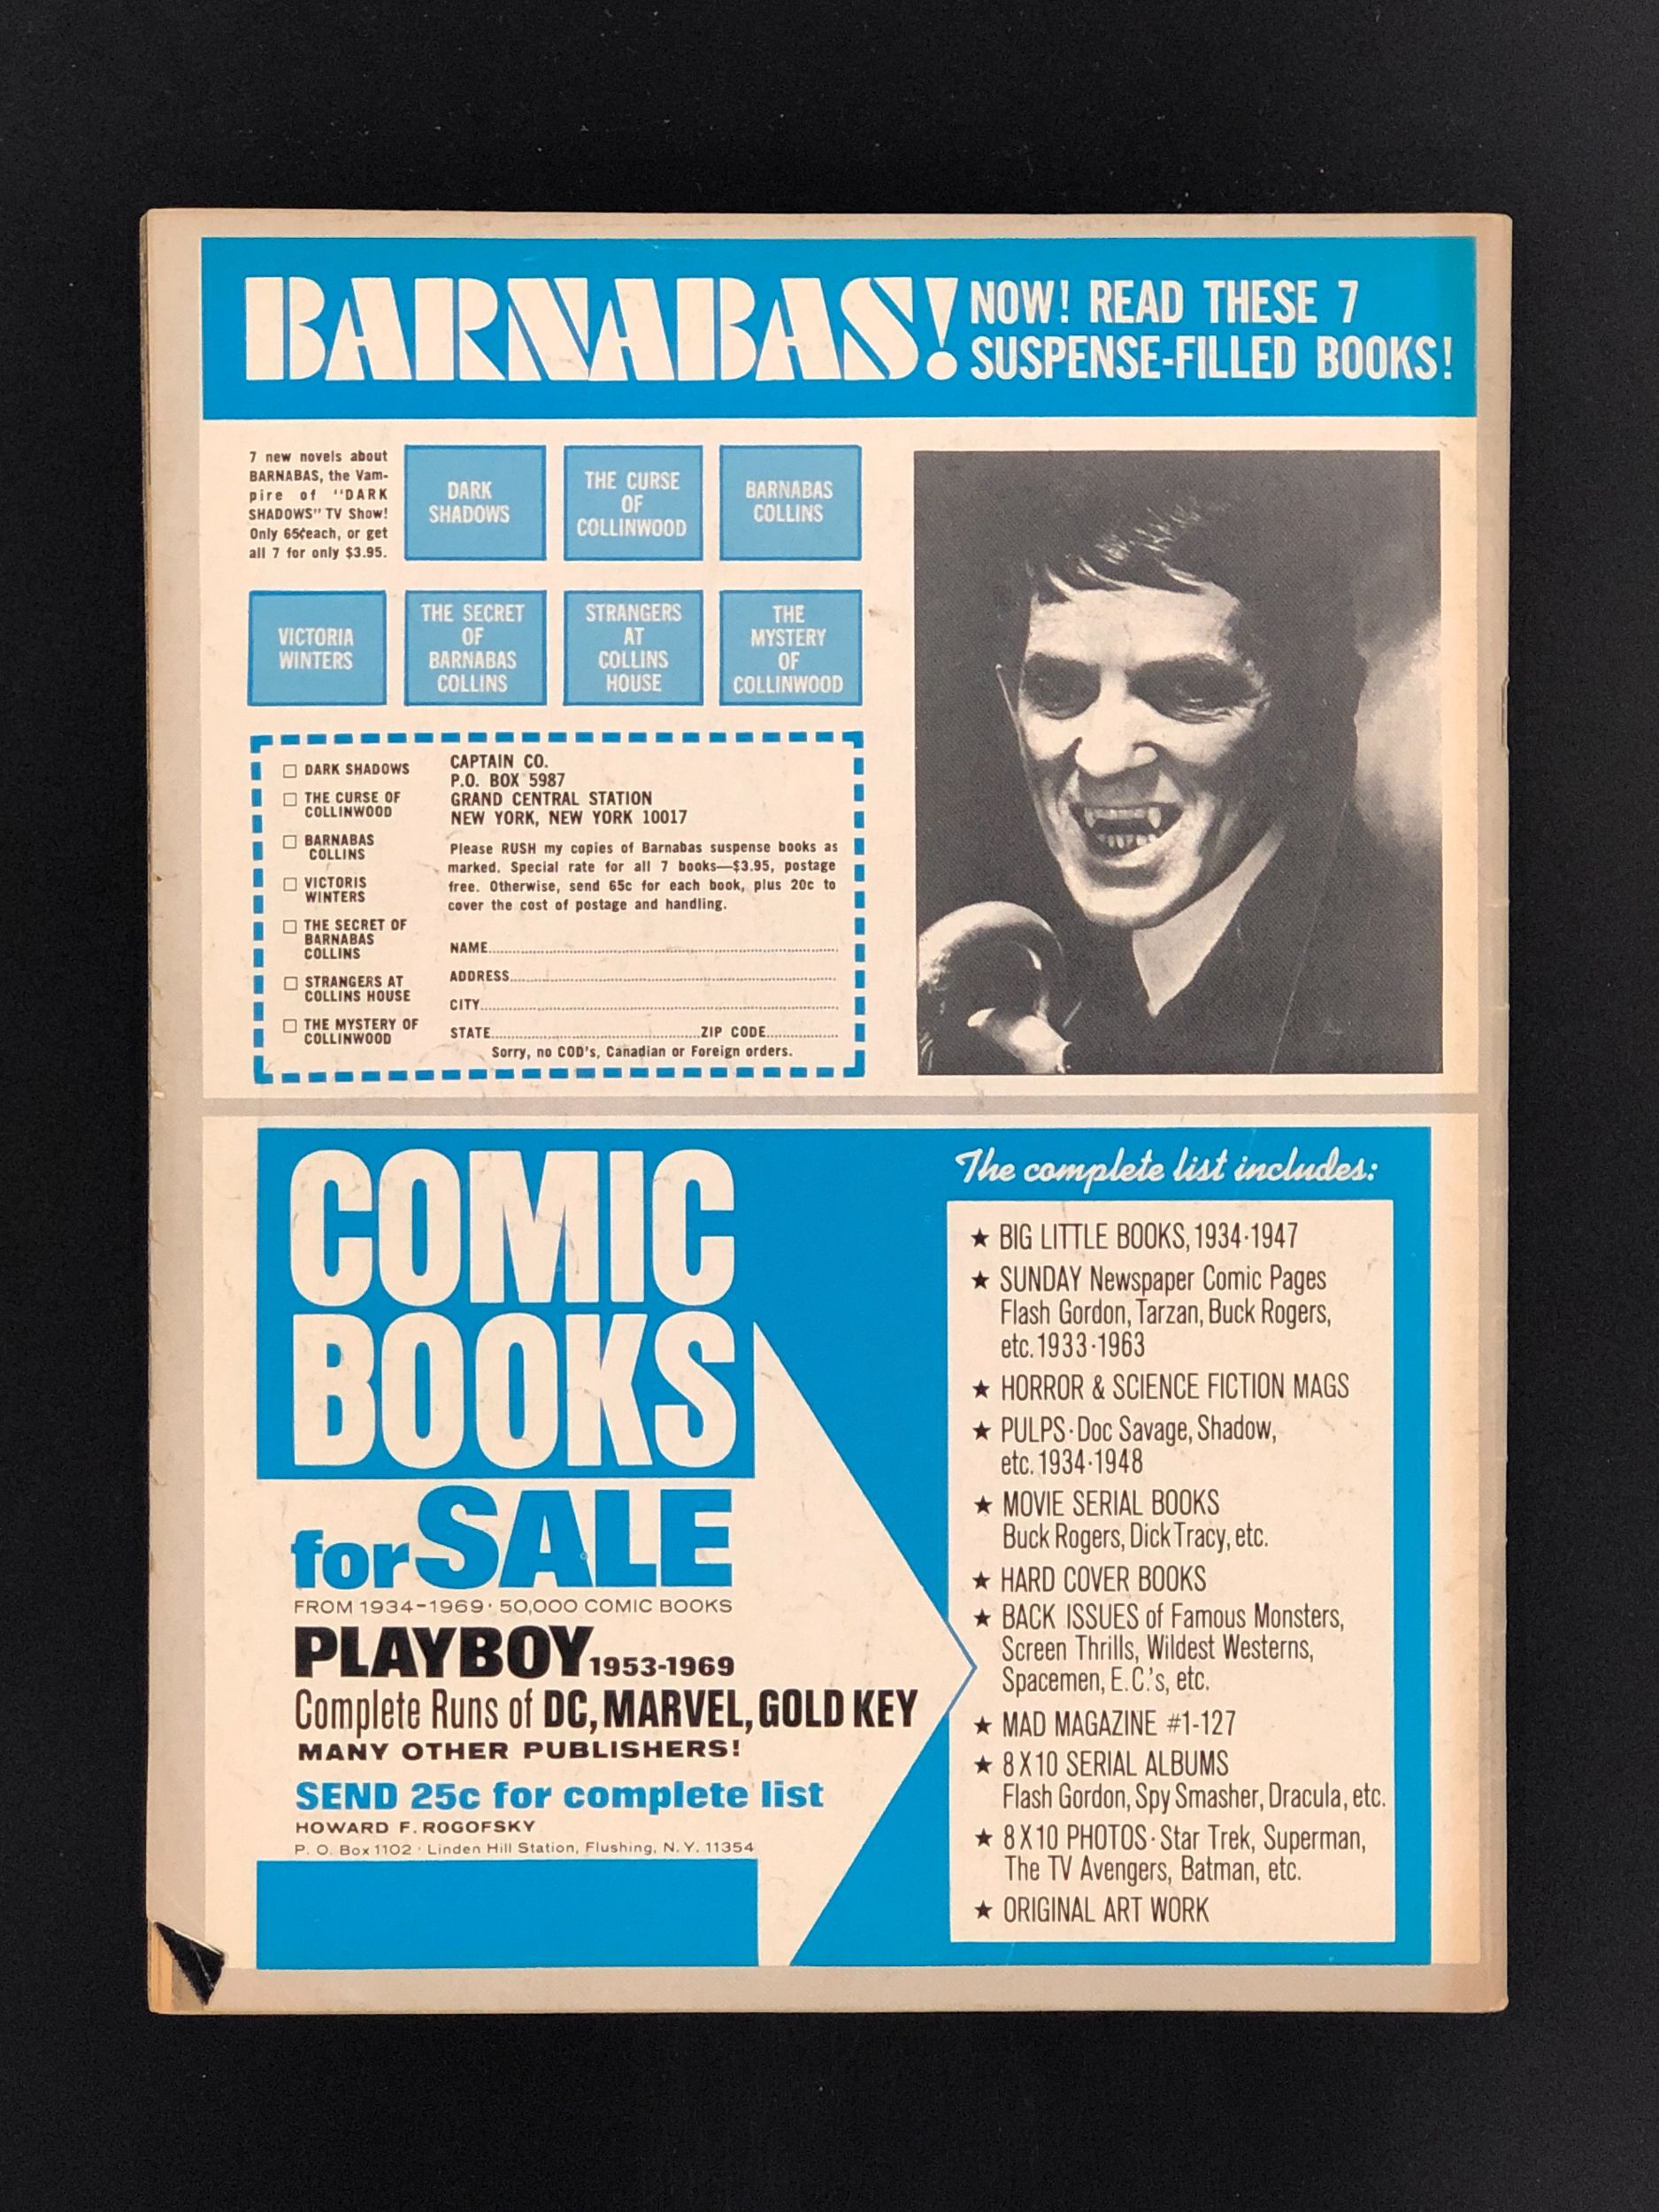 BARNABAS!
NOW! READ THESE 7
SUSPENSE-FILLED BOOKS!
7 new novels about
BARNABAS, the Vam-
pire of "DARK
SHADOWS" TV Show!
Only 65¢each, or get
all 7 for only $3.95.
DARK
SHADOWS
THE CURSE
OF
COLLINWOOD
BARNABAS
COLLINS
VICTORIA
WINTERS
THE SECRET
OF
BARNABAS
COLLINS
STRANGERS
AT
COLLINS
HOUSE
THE
MYSTERY
OF
COLLINWOOD
DARK SHADOWS
THE CURSE OF
COLLINWOOD
BARNABAS
COLLINS
VICTORIS
WINTERS
THE SECRET OF
BARNABAS
COLLINS
STRANGERS AT
COLLINS HOUSE
THE MYSTERY OF
COLLINWOOD
CAPTAIN CO.
P.O. BOX 5987
GRAND CENTRAL STATION
NEW YORK, NEW YORK 10017
Please RUSH my copies of Barnabas suspense books as
marked. Special rate for all 7 books—$3.95, postage
free. Otherwise, send 65c for each book, plus 20c to
cover the cost of postage and handling.
NAME
ADDRESS
CITY
STATE ZIP CODE
Sorry, no COD's, Canadian or Foreign orders.
COMIC
BOOKS
for SALE
FROM 1934-1969 · 50,000 COMIC BOOKS
PLAYBOY 1953-1969
Complete Runs of DC, MARVEL, GOLD KEY
MANY OTHER PUBLISHERS!
SEND 25c for complete list
HOWARD F. ROGOFSKY
P. O. Box 1102 · Linden Hill Station, Flushing, N. Y. 11354
The complete list includes:
★ BIG LITTLE BOOKS, 1934·1947
★ SUNDAY Newspaper Comic Pages
Flash Gordon, Tarzan, Buck Rogers,
etc. 1933·1963
★ HORROR & SCIENCE FICTION MAGS
★ PULPS · Doc Savage, Shadow,
etc. 1934·1948
★ MOVIE SERIAL BOOKS
Buck Rogers, Dick Tracy, etc.
★ HARD COVER BOOKS
★ BACK ISSUES of Famous Monsters,
Screen Thrills, Wildest Westerns,
Spacemen, E.C.'s, etc.
★ MAD MAGAZINE #1-127
★ 8X10 SERIAL ALBUMS
Flash Gordon, Spy Smasher, Dracula, etc.
★ 8X10 PHOTOS · Star Trek, Superman,
The TV Avengers, Batman, etc.
★ ORIGINAL ART WORK